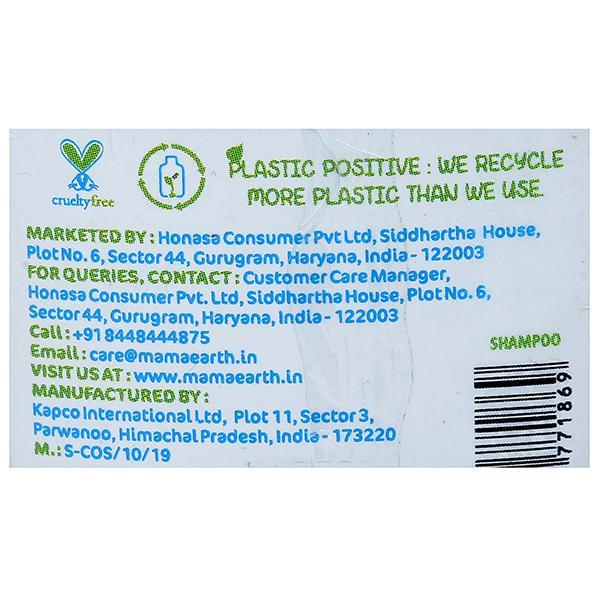 crueltyfree
PLASTIC POSITIVE : WE RECYCLE
MORE PLASTIC THAN WE USE.
MARKETED BY : Honasa Consumer Pvt Ltd, Siddhartha House,
Plot No. 6, Sector 44, Gurugram, Haryana, India - 122003
FOR QUERIES, CONTACT : Customer Care Manager,
Honasa Consumer Pvt. Ltd, Siddhartha House, Plot No. 6,
Sector 44, Gurugram, Haryana, India - 122003
Call : +91 8448444875
Email : care@mamaearth.in
VISIT US AT : www.mamaearth.in
MANUFACTURED BY :
Kapco International Ltd, Plot 11, Sector 3,
Parwanoo, Himachal Pradesh, India - 173220
M. : S-COS/10/19
SHAMPOO
771869